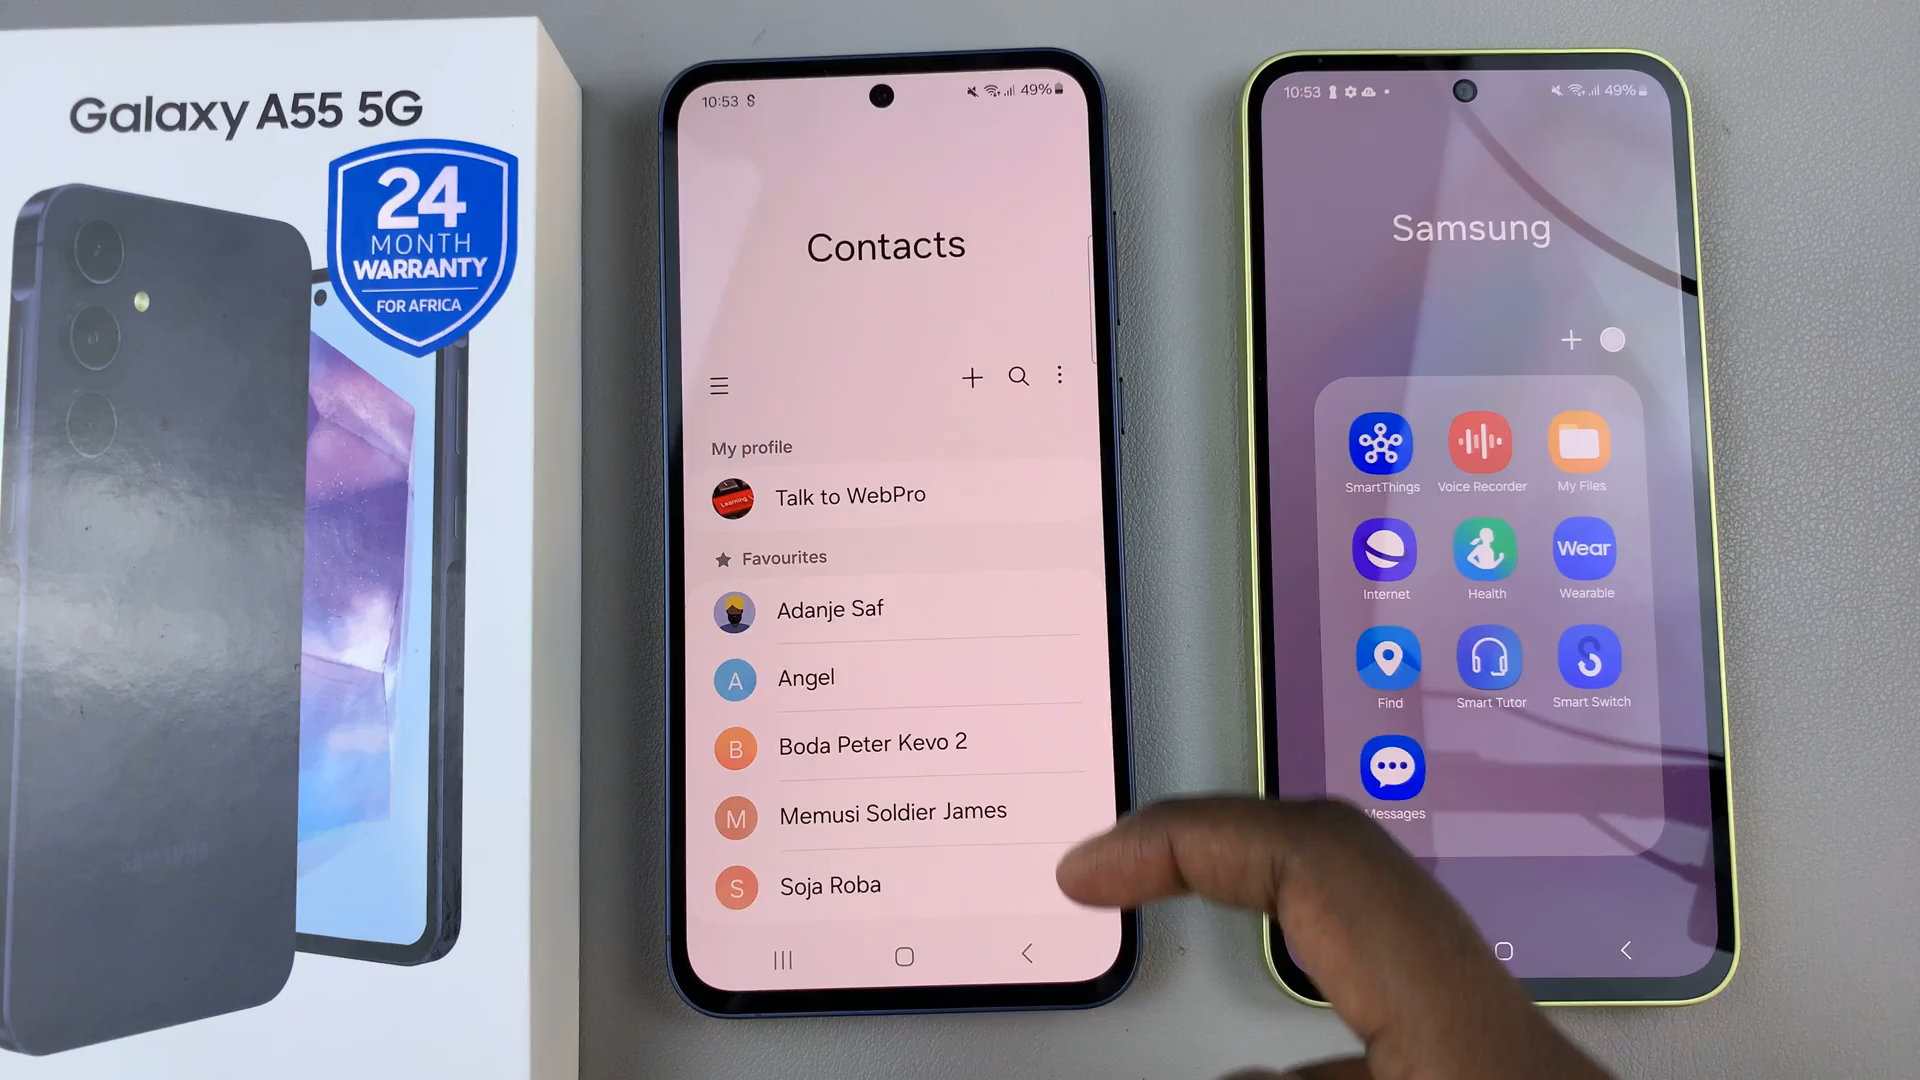 Galaxy A55 5G
24
MONTH
WARRANTY
FOR AFRICA
SAMSUNG
10:53
49%
Contacts
My profile
Learning
Talk to WebPro
Favourites
Adanje Saf
A Angel
B Boda Peter Kevo 2
M Memusi Soldier James
S Soja Roba
10:53
49%
Samsung
SmartThings Voice Recorder My Files
Wear
Internet Health Wearable
Find Smart Tutor Smart Switch
Messages